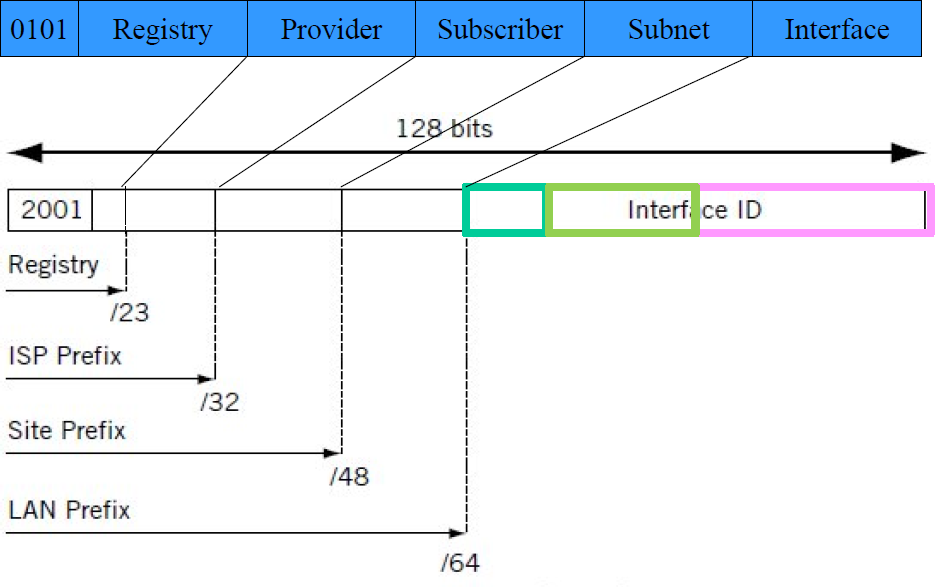 0101 Registry Provider Subscriber Subnet Interface
128 bits
2001 Interface ID
Registry
/23
ISP Prefix
/32
Site Prefix
/48
LAN Prefix
/64